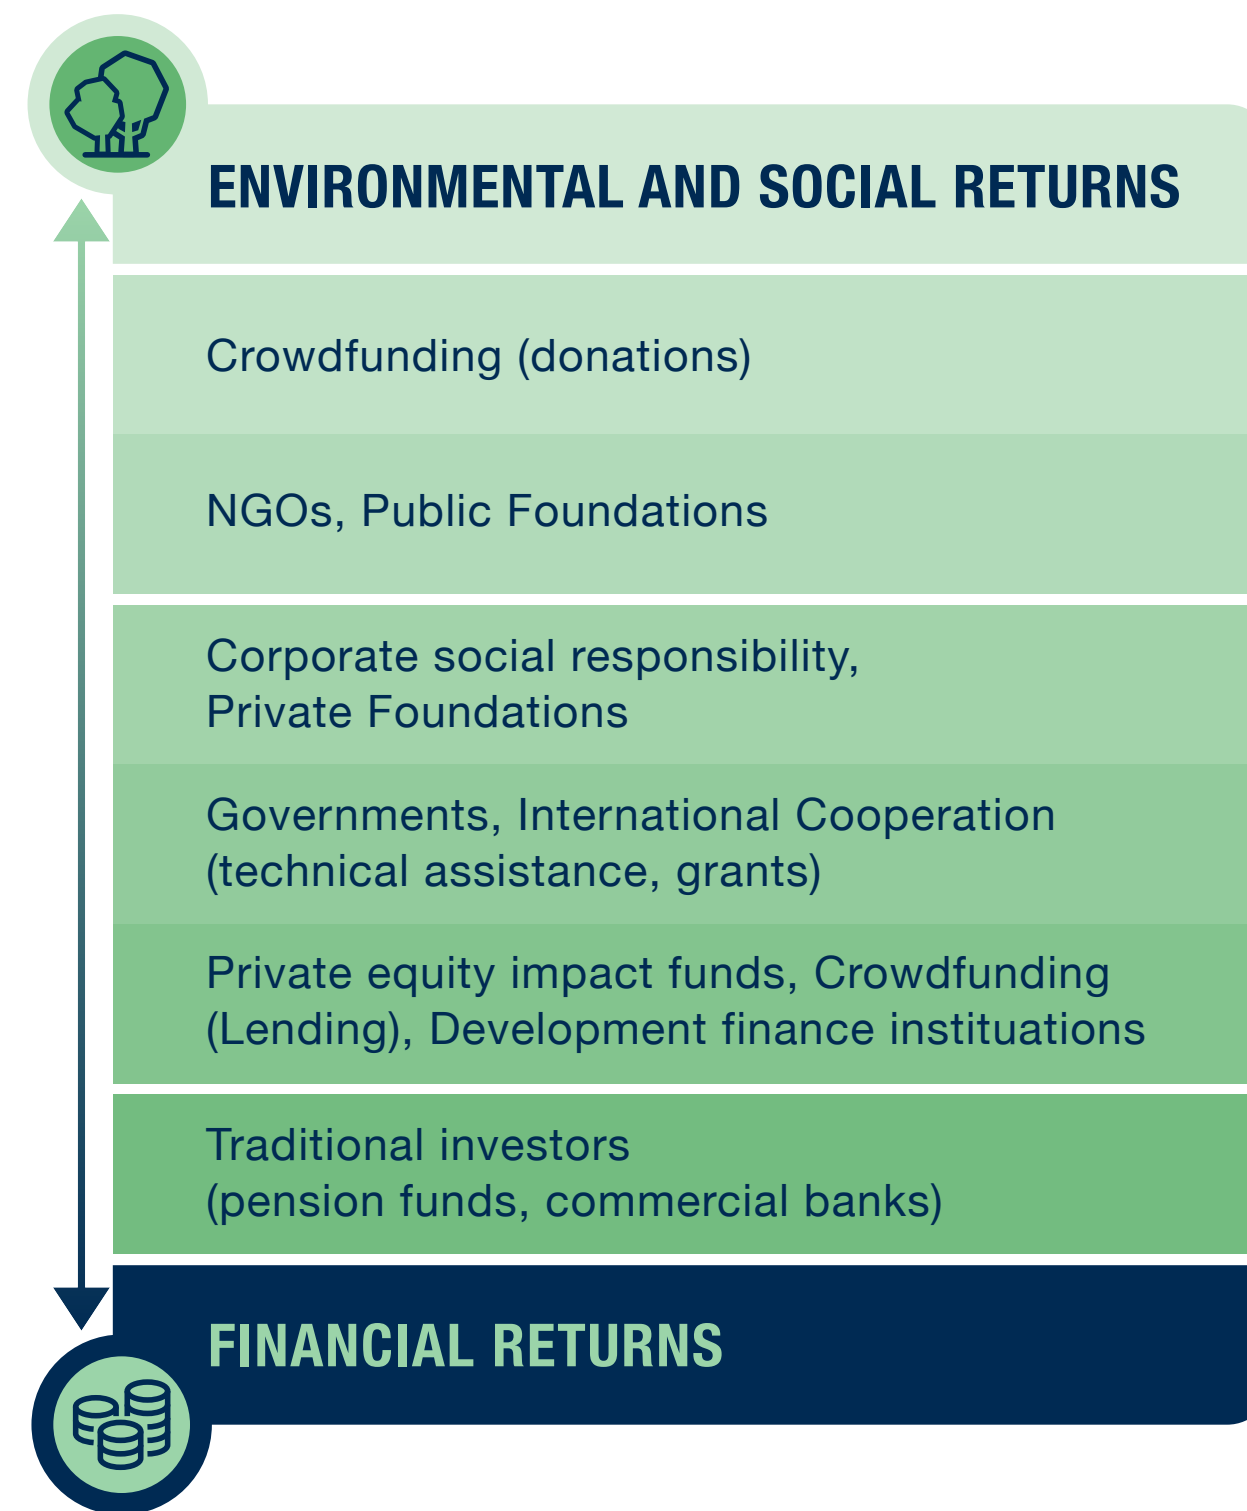 ENVIRONMENTAL AND SOCIAL RETURNS
Crowdfunding (donations)
NGOs, Public Foundations
Corporate social responsibility,
Private Foundations
Governments, International Cooperation
(technical assistance, grants)
Private equity impact funds, Crowdfunding
(Lending), Development finance instituations
Traditional investors
(pension funds, commercial banks)
FINANCIAL RETURNS